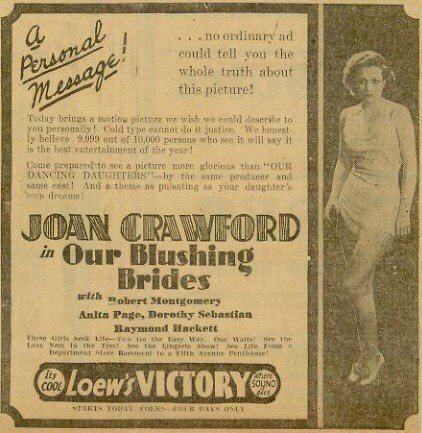 A
Personal
Message!
. . . no ordinary ad
could tell you the
whole truth about
this picture!
Today brings a motion picture we wish we could describe to
you personally! Cold type cannot do it justice. We honest-
ly believe 9,999 out of 10,000 persons who see it will say it
is the best entertainment of the year!
Come prepared to see a picture more glorious than "OUR
DANCING DAUGHTERS"—by the same producer and
same cast! And a theme as pulsating as your daughter's
own dreams!
JOAN CRAWFORD
in Our Blushing
Brides
with Robert Montgomery
Anita Page, Dorothy Sebastian
Raymond Hackett
Three Girls Seek Life—Two Go the Easy Way. One Waits! See the
Love Nest in the Tree! See the Lingerie Show! See Life From a
Department Store Basement to a Fifth Avenue Penthouse!
Its COOL Loew's VICTORY where SOUND
STARTS TODAY, FOLKS—FOUR DAYS ONLY